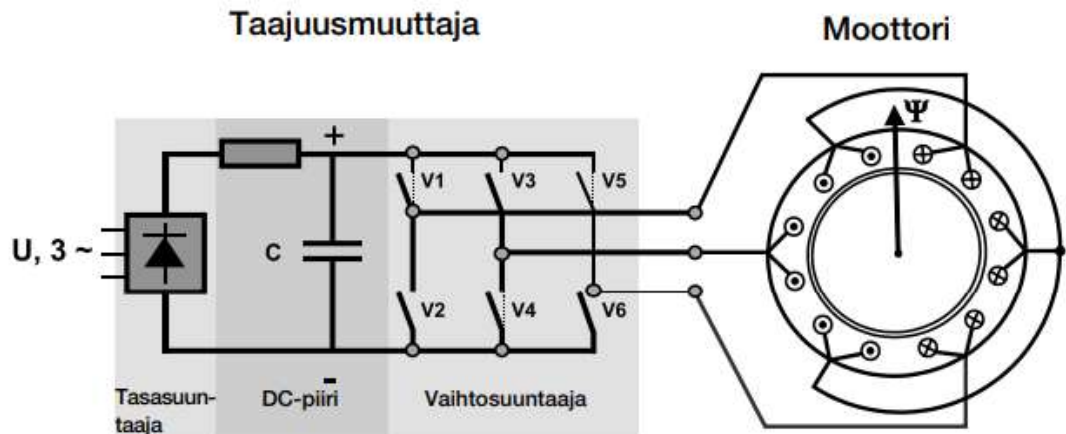 Taajuusmuuttaja
Moottori
Ψ
+
V1
V3
V5
U, 3 ~
C
V2
V4
V6
-
Tasasuun-
taaja
DC-piiri
Vaihtosuuntaaja